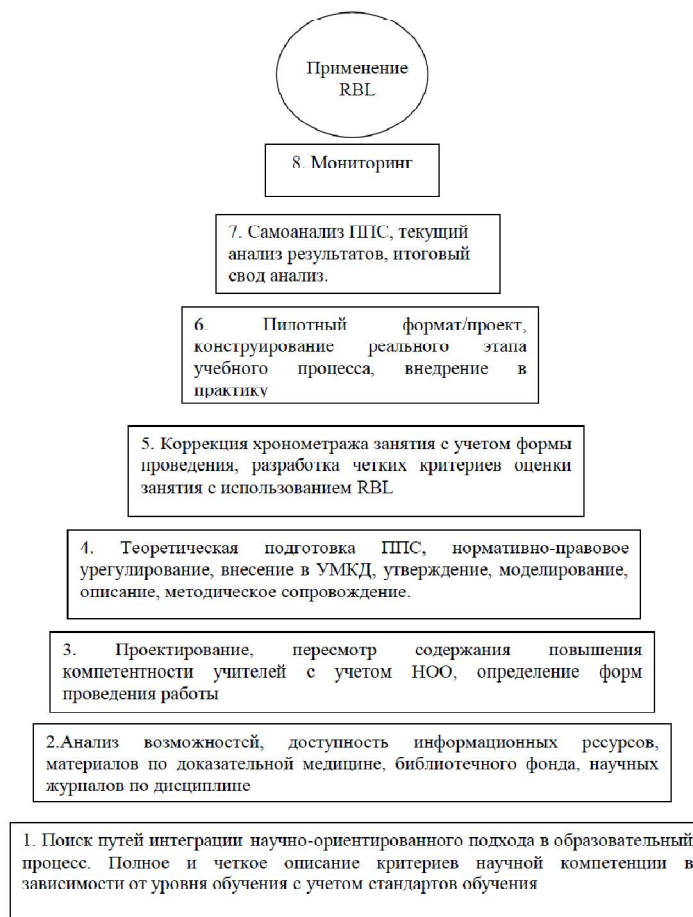 Применение
RBL
8. Мониторинг
7. Самоанализ ППС, текущий
анализ результатов, итоговый
свод анализ.
6. Пилотный формат/проект,
конструирование реального этапа
учебного процесса, внедрение в
практику
5. Коррекция хронометража занятия с учетом формы
проведения, разработка четких критериев оценки
занятия с использованием RBL
4. Теоретическая подготовка ППС, нормативно-правовое
урегулирование, внесение в УМКД, утверждение, моделирование,
описание, методическое сопровождение.
3. Проектирование, пересмотр содержания повышения
компетентности учителей с учетом НОО, определение форм
проведения работы
2.Анализ возможностей, доступность информационных ресурсов,
материалов по доказательной медицине, библиотечного фонда, научных
журналов по дисциплине
1. Поиск путей интеграции научно-ориентированного подхода в образовательный
процесс. Полное и четкое описание критериев научной компетенции в
зависимости от уровня обучения с учетом стандартов обучения